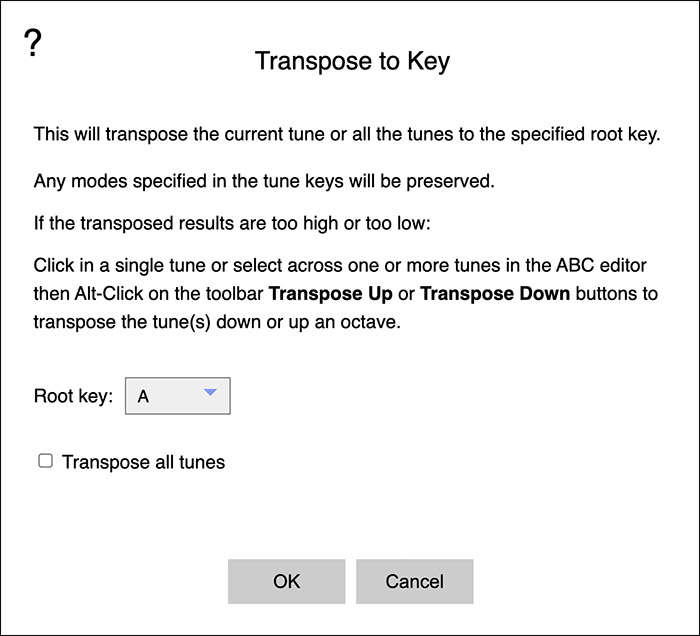 ?
Transpose to Key
This will transpose the current tune or all the tunes to the specified root key.
Any modes specified in the tune keys will be preserved.
If the transposed results are too high or too low:
Click in a single tune or select across one or more tunes in the ABC editor
then Alt-Click on the toolbar Transpose Up or Transpose Down buttons to
transpose the tune(s) down or up an octave.
Root key: A
Transpose all tunes
OK Cancel